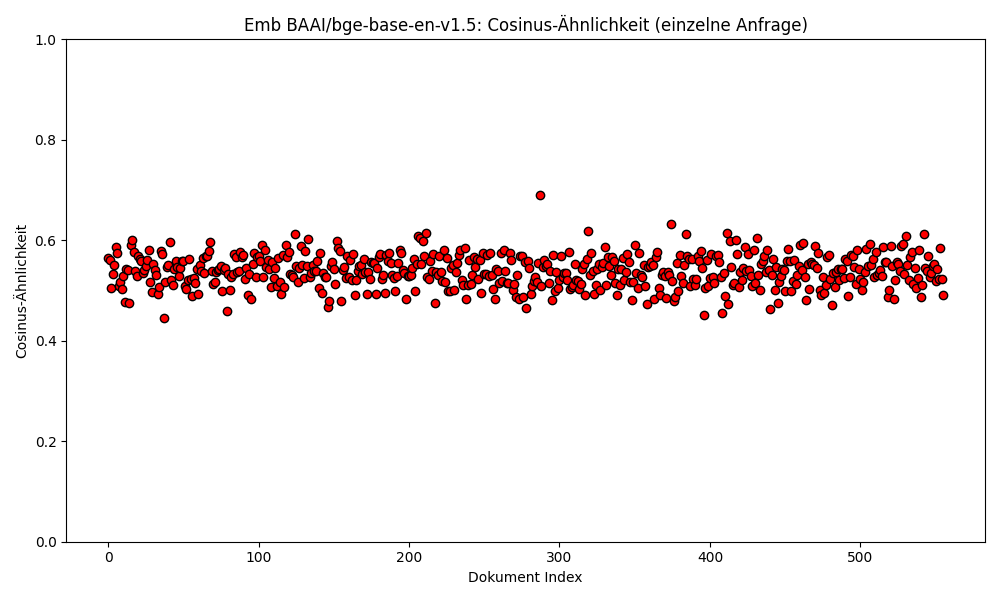 Emb BAAI/bge-base-en-v1.5: Cosinus-Ähnlichkeit (einzelne Anfrage)
1.0
0.8
0.6
0.4
0.2
0.0
Cosinus-Ähnlichkeit
0 100 200 300 400 500
Dokument Index